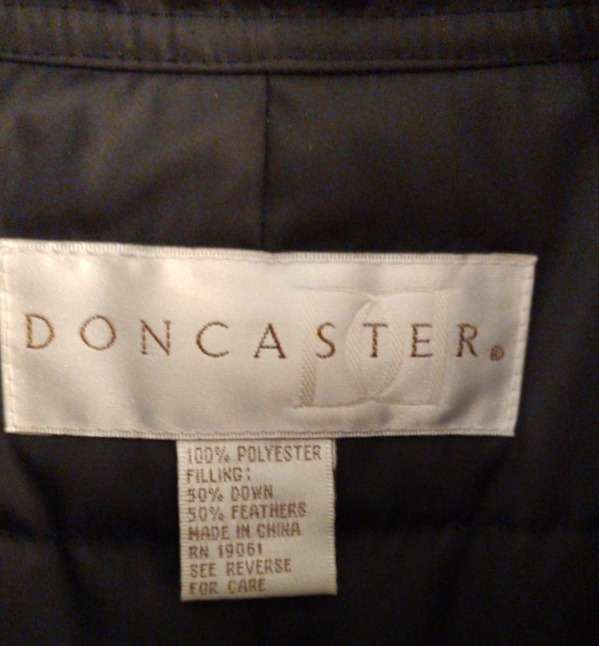 DONCASTER®
100% POLYESTER
FILLING:
50% DOWN
50% FEATHERS
MADE IN CHINA
RN 19061
SEE REVERSE
FOR CARE